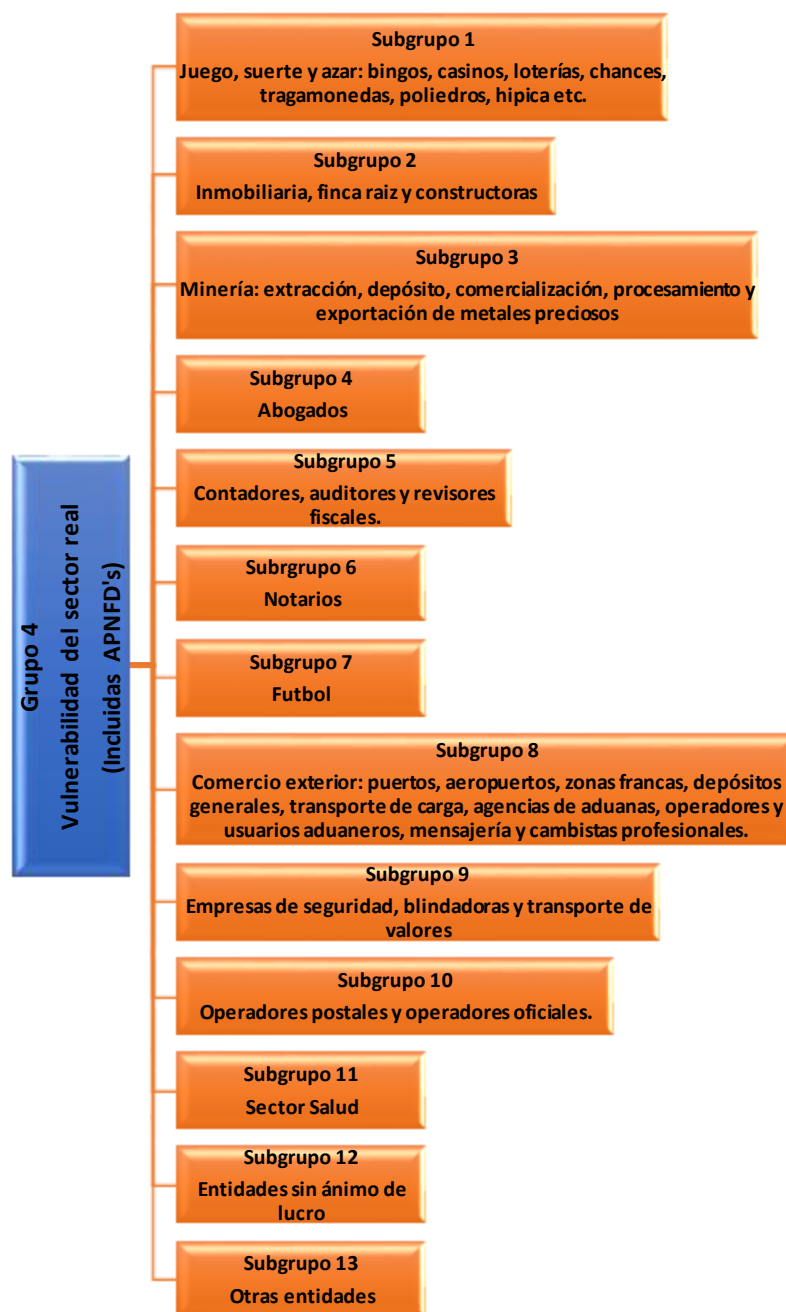 Subgrupo 1
Juego, suerte y azar: bingos, casinos, loterías, chances,
tragamonedas, poliedros, hipica etc.
Subgrupo 2
Inmobiliaria, finca raiz y constructoras
Subgrupo 3
Minería: extracción, depósito, comercialización, procesamiento y
exportación de metales preciosos
Subgrupo 4
Abogados
Subgrupo 5
Contadores, auditores y revisores
fiscales.
Grupo 4
Vulnerabilidad del sector real
(Incluidas APNFD's)
Subrgrupo 6
Notarios
Subgrupo 7
Futbol
Subgrupo 8
Comercio exterior: puertos, aeropuertos, zonas francas, depósitos
generales, transporte de carga, agencias de aduanas, operadores y
usuarios aduaneros, mensajería y cambistas profesionales.
Subgrupo 9
Empresas de seguridad, blindadoras y transporte de
valores
Subgrupo 10
Operadores postales y operadores oficiales.
Subgrupo 11
Sector Salud
Subgrupo 12
Entidades sin ánimo de
lucro
Subgrupo 13
Otras entidades